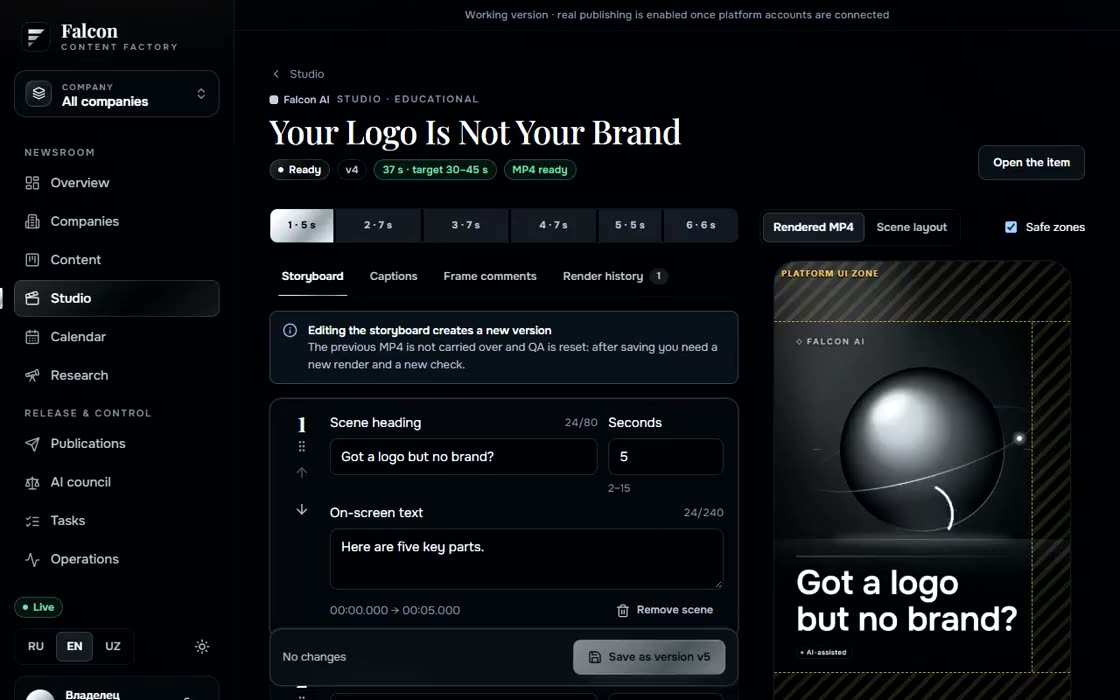 Working version · real publishing is enabled once platform accounts are connected
Falcon
CONTENT FACTORY
COMPANY
All companies
NEWSROOM
Overview
Companies
Content
Studio
Calendar
Research
RELEASE & CONTROL
Publications
AI council
Tasks
Operations
Live
RU EN UZ
Владелец
Studio
Falcon AI STUDIO · EDUCATIONAL
Your Logo Is Not Your Brand
Ready v4 37 s · target 30–45 s MP4 ready
Open the item
1 · 5 s 2 · 7 s 3 · 7 s 4 · 7 s 5 · 5 s 6 · 6 s
Storyboard Captions Frame comments Render history 1
Editing the storyboard creates a new version
The previous MP4 is not carried over and QA is reset: after saving you need a
new render and a new check.
1
Scene heading 24/80 Seconds
Got a logo but no brand? 5
2–15
On-screen text 24/240
Here are five key parts.
00:00.000 → 00:05.000 Remove scene
No changes Save as version v5
Rendered MP4 Scene layout Safe zones
PLATFORM UI ZONE
◇ FALCON AI
Got a logo
but no brand?
AI-assisted